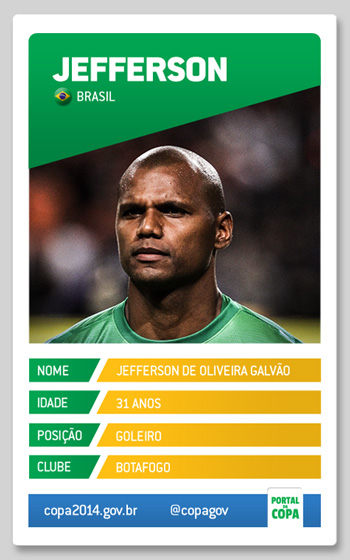 JEFFERSON
BRASIL
NOME JEFFERSON DE OLIVEIRA GALVÃO
IDADE 31 ANOS
POSIÇÃO GOLEIRO
CLUBE BOTAFOGO
copa2014.gov.br @copagov
PORTAL
DA
COPA